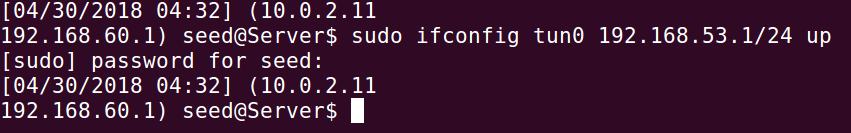 [04/30/2018 04:32] (10.0.2.11
192.168.60.1) seed@Server$ sudo ifconfig tun0 192.168.53.1/24 up
[sudo] password for seed:
[04/30/2018 04:32] (10.0.2.11
192.168.60.1) seed@Server$